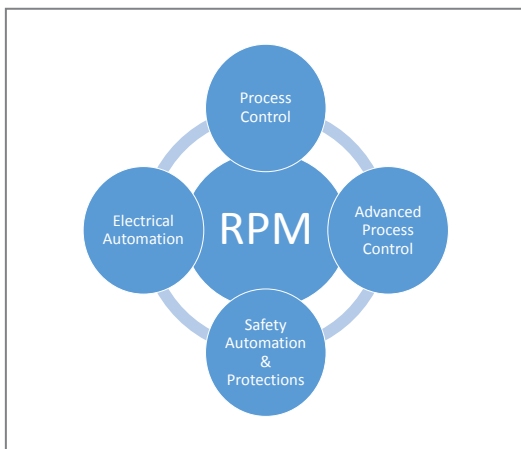 Process
Control
Electrical
Automation
RPM
Advanced
Process
Control
Safety
Automation
&
Protections